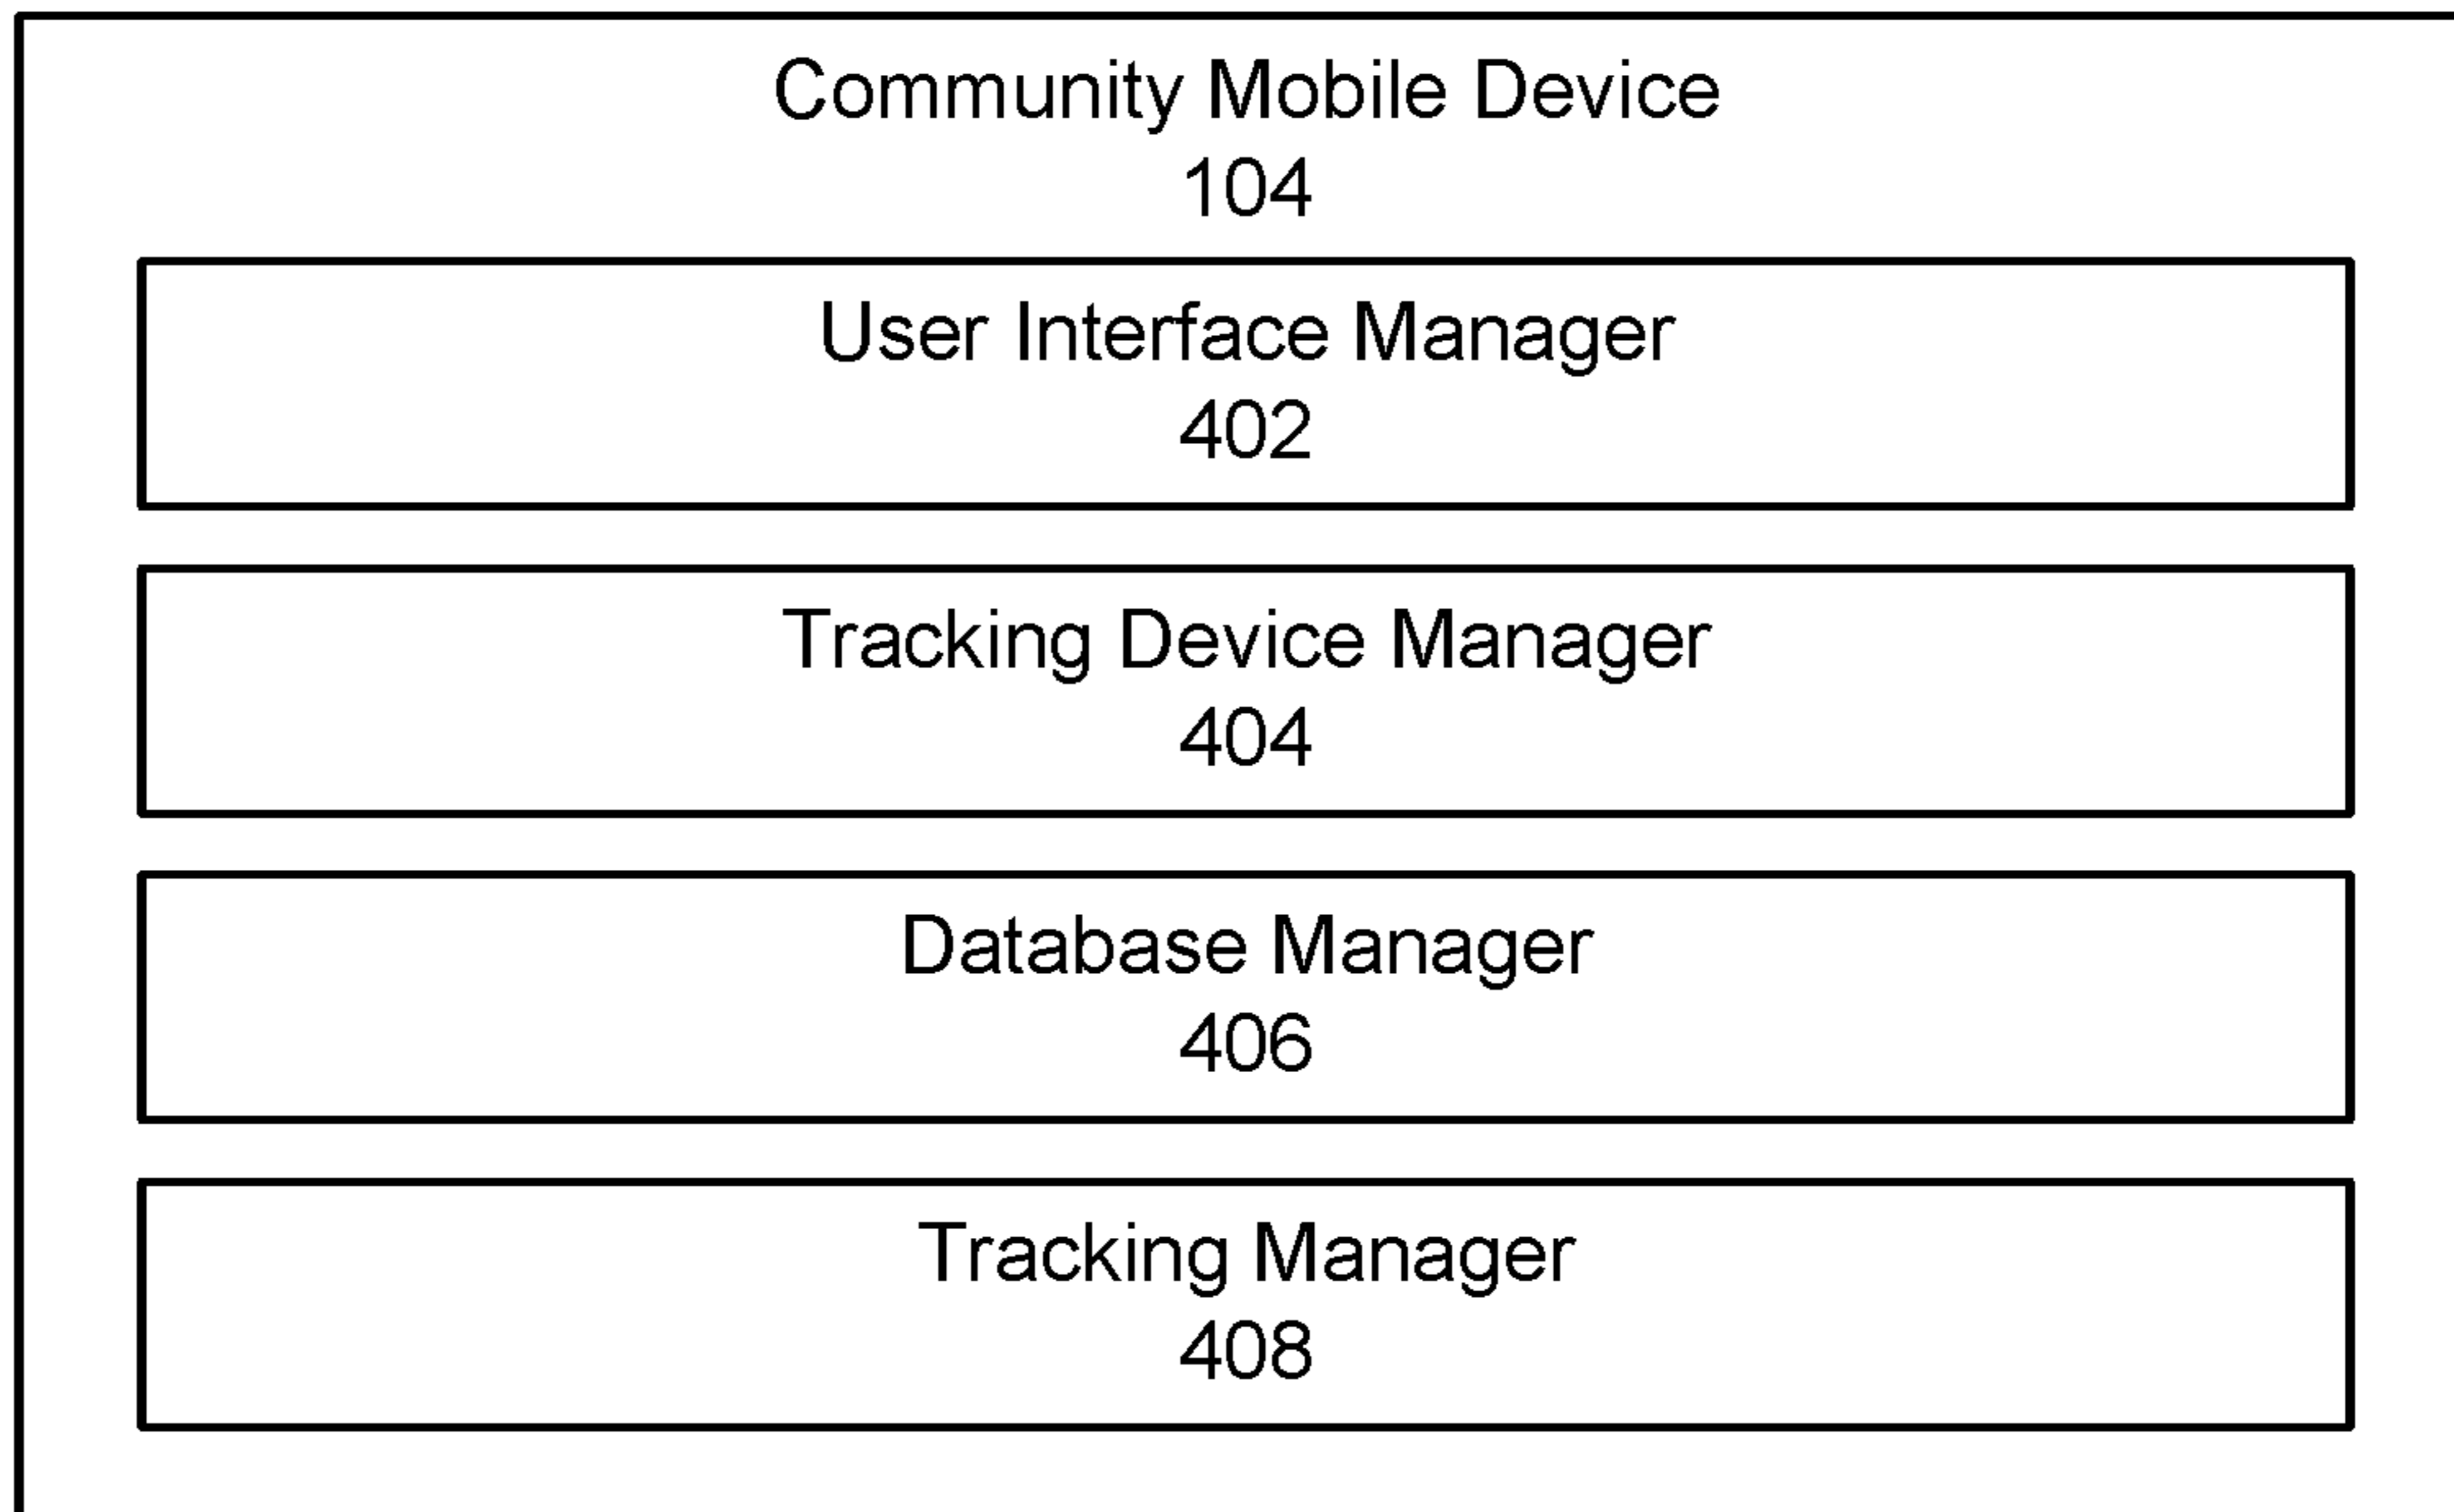 Community Mobile Device
104
User Interface Manager
402
Tracking Device Manager
404
Database Manager
406
Tracking Manager
408